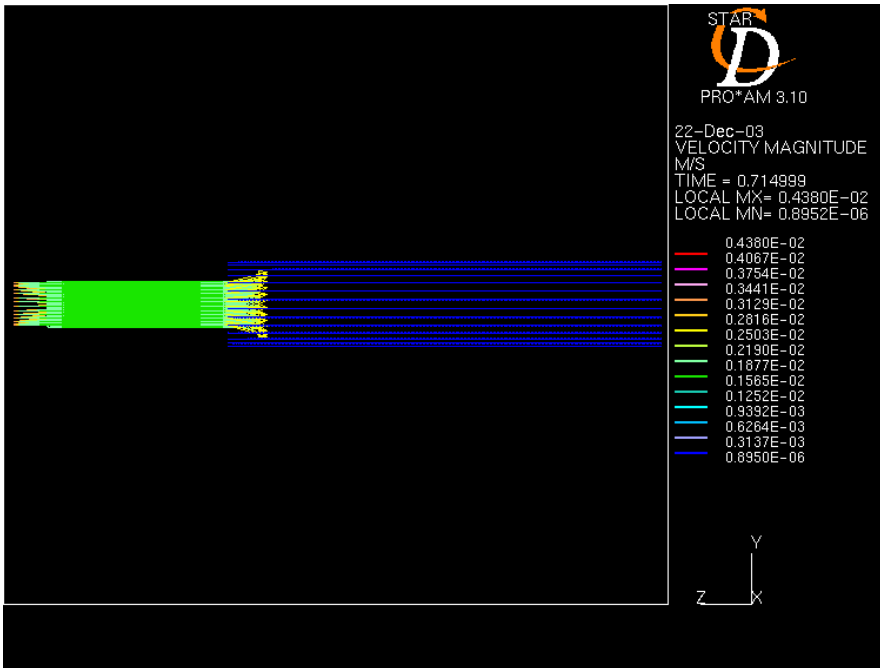 STAR
CD
PRO*AM 3.10
22-Dec-03
VELOCITY MAGNITUDE
M/S
TIME = 0.714999
LOCAL MX= 0.4380E-02
LOCAL MN= 0.8952E-06
0.4380E-02
0.4067E-02
0.3754E-02
0.3441E-02
0.3129E-02
0.2816E-02
0.2503E-02
0.2190E-02
0.1877E-02
0.1565E-02
0.1252E-02
0.9392E-03
0.6264E-03
0.3137E-03
0.8950E-06
Y
Z X